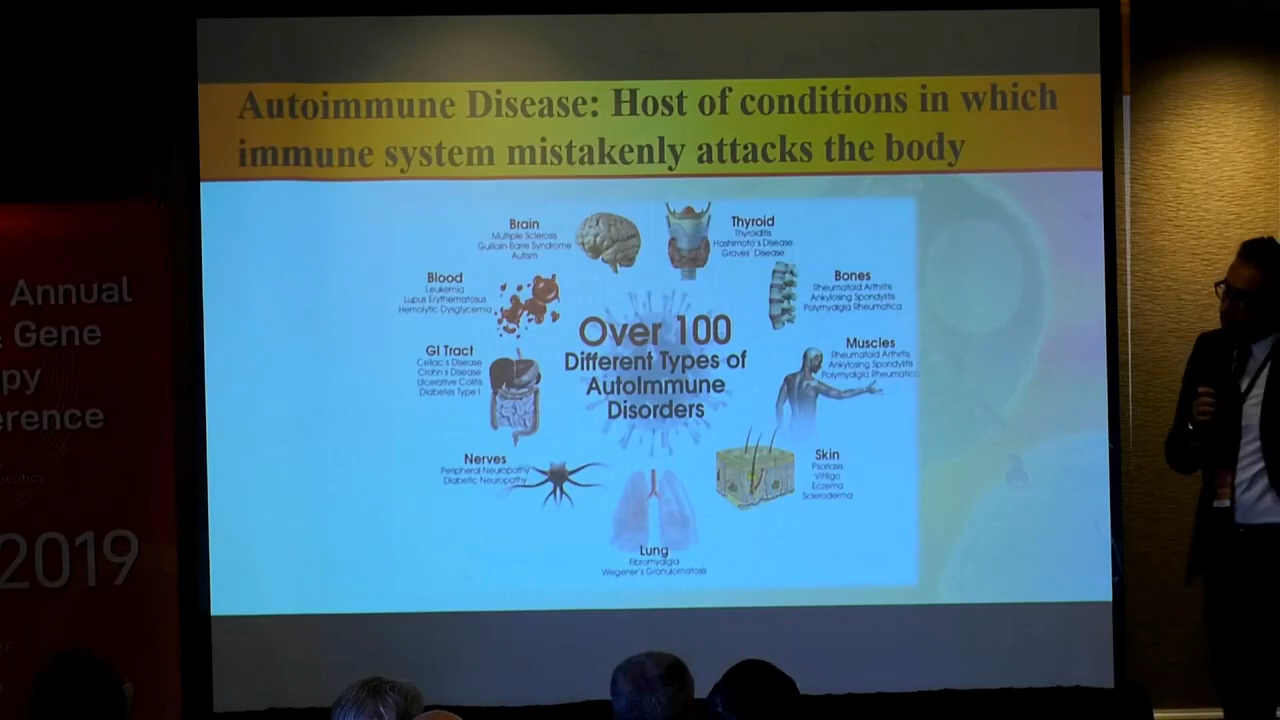 Autoimmune Disease: Host of conditions in which
immune system mistakenly attacks the body
Brain
Multiple Sclerosis
Guillain-Barre Syndrome
Autism
Thyroid
Thyroiditis
Hashimoto's Disease
Graves' Disease
Blood
Leukemia
Lupus Erythematosus
Hemolytic Dysglycemia
Bones
Rheumatoid Arthritis
Ankylosing Spondylitis
Polymyalgia Rheumatica
Over 100
Different Types of
AutoImmune
Disorders
GI Tract
Celiac's Disease
Crohn's Disease
Ulcerative Colitis
Diabetes Type I
Muscles
Rheumatoid Arthritis
Ankylosing Spondylitis
Polymyalgia Rheumatica
Nerves
Peripheral Neuropathy
Diabetic Neuropathy
Skin
Psoriasis
Vitiligo
Eczema
Scleroderma
Lung
Fibromyalgia
Wegener's Granulomatosis
Annual
& Gene
py
erence
2019